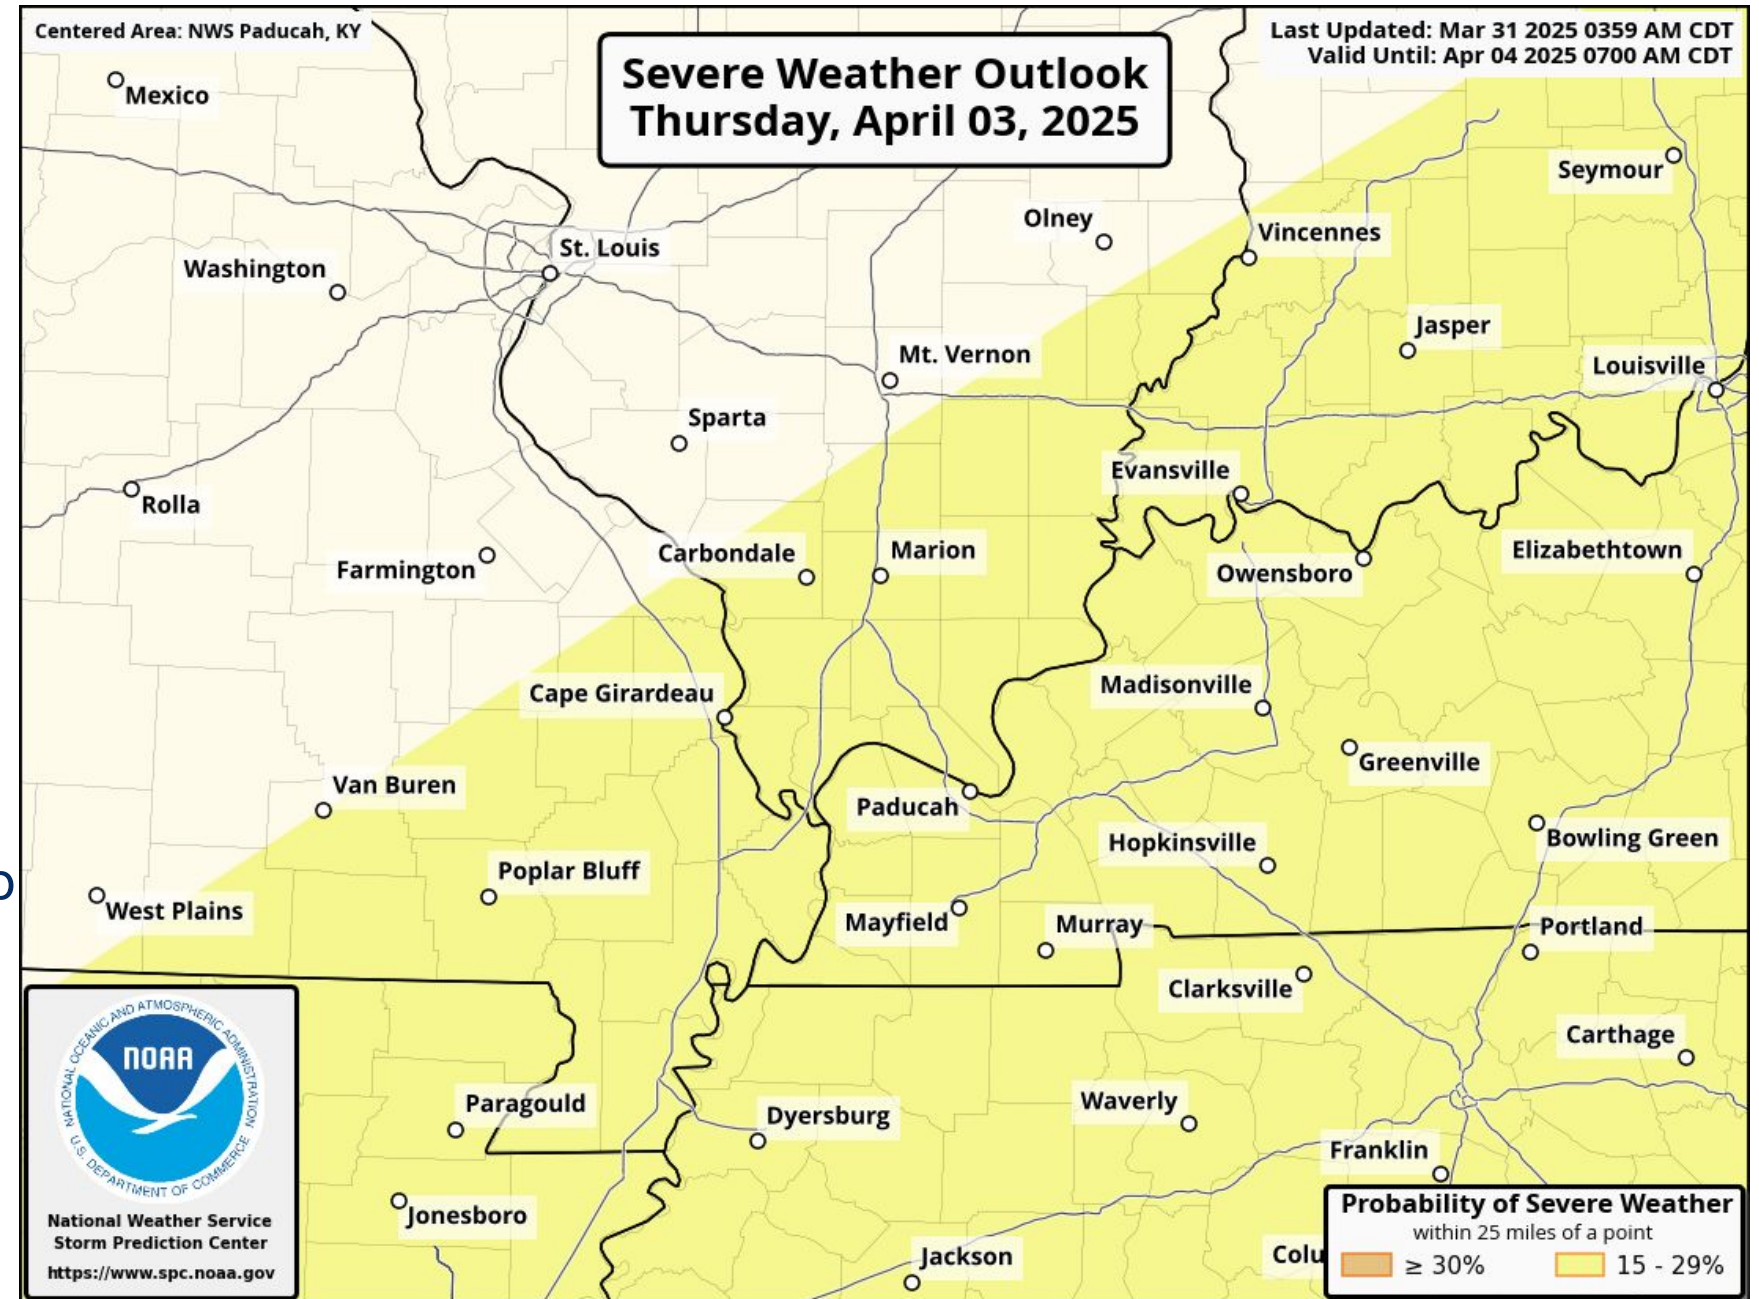 Centered Area: NWS Paducah, KY
Severe Weather Outlook
Thursday, April 03, 2025
Last Updated: Mar 31 2025 0359 AM CDT
Valid Until: Apr 04 2025 0700 AM CDT
Mexico
Seymour
Olney
Vincennes
St. Louis
Washington
Jasper
Mt. Vernon
Louisville
Sparta
Evansville
Rolla
Carbondale
Marion
Elizabethtown
Farmington
Owensboro
Cape Girardeau
Madisonville
Greenville
Van Buren
Paducah
Bowling Green
Hopkinsville
Poplar Bluff
West Plains
Mayfield
Murray
Portland
Clarksville
Carthage
Paragould
Dyersburg
Waverly
Franklin
Jonesboro
Jackson
Colu
NATIONAL OCEANIC AND ATMOSPHERIC ADMINISTRATION
NOAA
U.S. DEPARTMENT OF COMMERCE
National Weather Service
Storm Prediction Center
https://www.spc.noaa.gov
Probability of Severe Weather
within 25 miles of a point
≥ 30%
15 - 29%